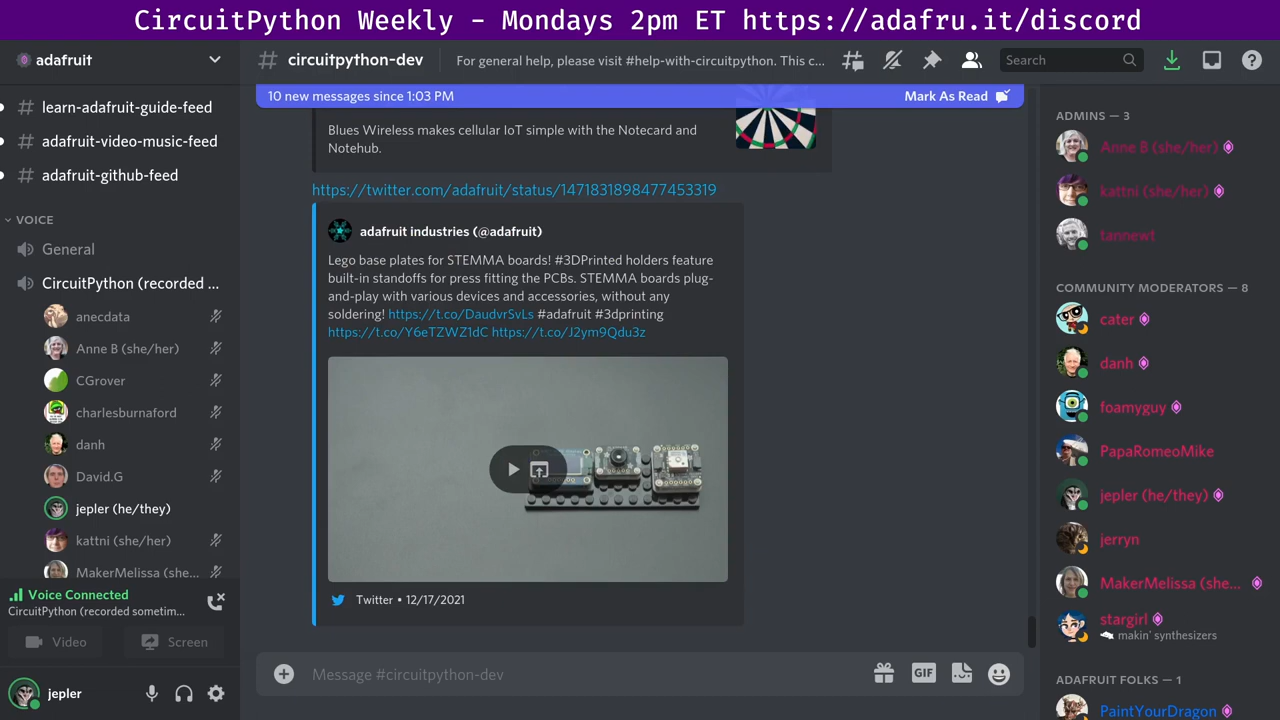 CircuitPython Weekly - Mondays 2pm ET https://adafru.it/discord
adafruit
# circuitpython-dev
For general help, please visit #help-with-circuitpython. This c...
Search
# learn-adafruit-guide-feed
# adafruit-video-music-feed
# adafruit-github-feed
VOICE
General
CircuitPython (recorded ...
anecdata
Anne B (she/her)
CGrover
charlesburnaford
danh
David.G
jepler (he/they)
kattni (she/her)
MakerMelissa (she...
Voice Connected
CircuitPython (recorded sometim...
Video
Screen
jepler
10 new messages since 1:03 PM
Mark As Read
Blues Wireless makes cellular IoT simple with the Notecard and
Notehub.
https://twitter.com/adafruit/status/1471831898477453319
adafruit industries (@adafruit)
Lego base plates for STEMMA boards! #3DPrinted holders feature
built-in standoffs for press fitting the PCBs. STEMMA boards plug-
and-play with various devices and accessories, without any
soldering! https://t.co/DaudvrSvLs #adafruit #3dprinting
https://t.co/Y6eTZWZ1dC https://t.co/J2ym9Qdu3z
Twitter • 12/17/2021
Message #circuitpython-dev
GIF
ADMINS — 3
Anne B (she/her)
kattni (she/her)
tannewt
COMMUNITY MODERATORS — 8
cater
danh
foamyguy
PapaRomeoMike
jepler (he/they)
jerryn
MakerMelissa (she...
stargirl
makin' synthesizers
ADAFRUIT FOLKS — 1
PaintYourDragon